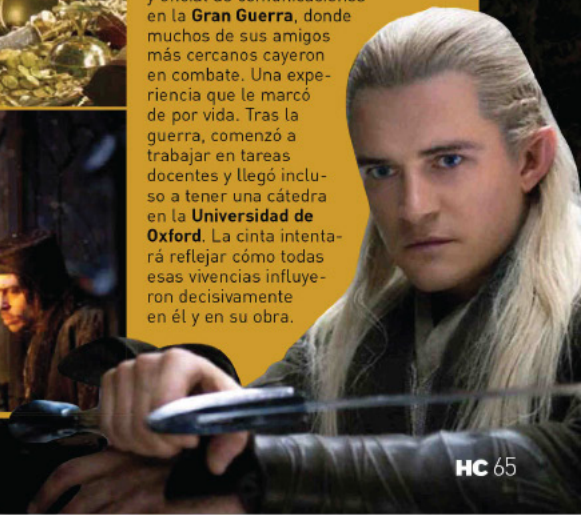 y oficial de comunicaciones
en la Gran Guerra, donde
muchos de sus amigos
más cercanos cayeron
en combate. Una expe-
riencia que le marcó
de por vida. Tras la
guerra, comenzó a
trabajar en tareas
docentes y llegó inclu-
so a tener una cátedra
en la Universidad de
Oxford. La cinta intenta-
rá reflejar cómo todas
esas vivencias influye-
ron decisivamente
en él y en su obra.
HC 65